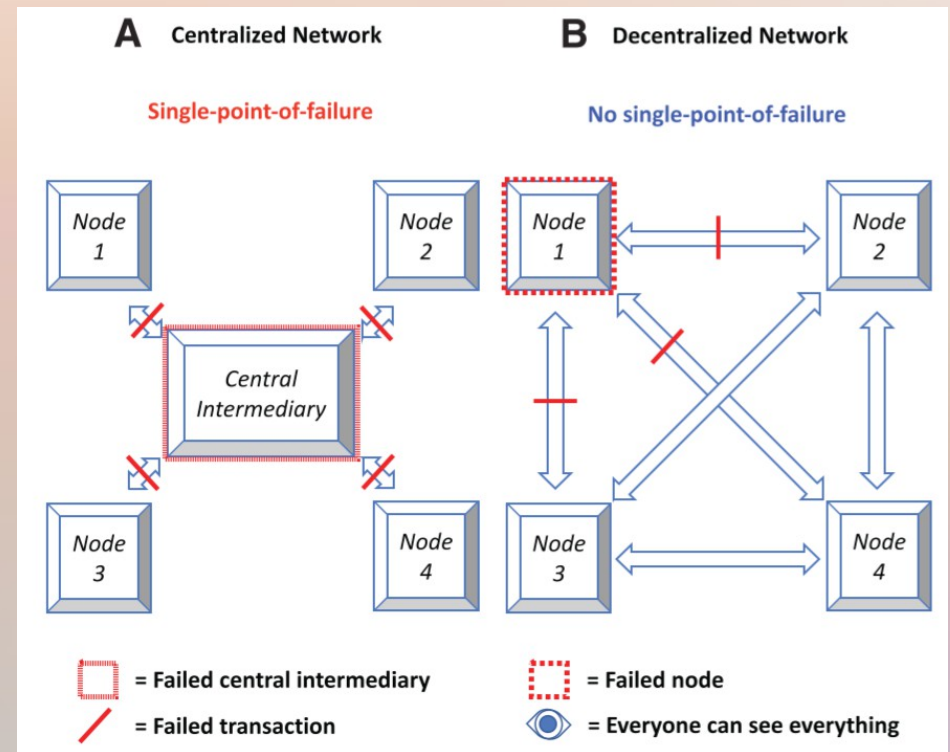 A Centralized Network
B Decentralized Network
Single-point-of-failure
No single-point-of-failure
Node
1
Node
2
Central
Intermediary
Node
3
Node
4
Node
1
Node
2
Node
3
Node
4
= Failed central intermediary
= Failed transaction
= Failed node
= Everyone can see everything